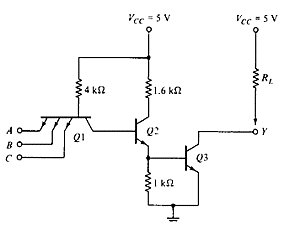 V_CC = 5 V
V_CC = 5 V
4 kΩ
1.6 kΩ
R_L
A
B
C
Q1
Q2
Q3
Y
1 kΩ